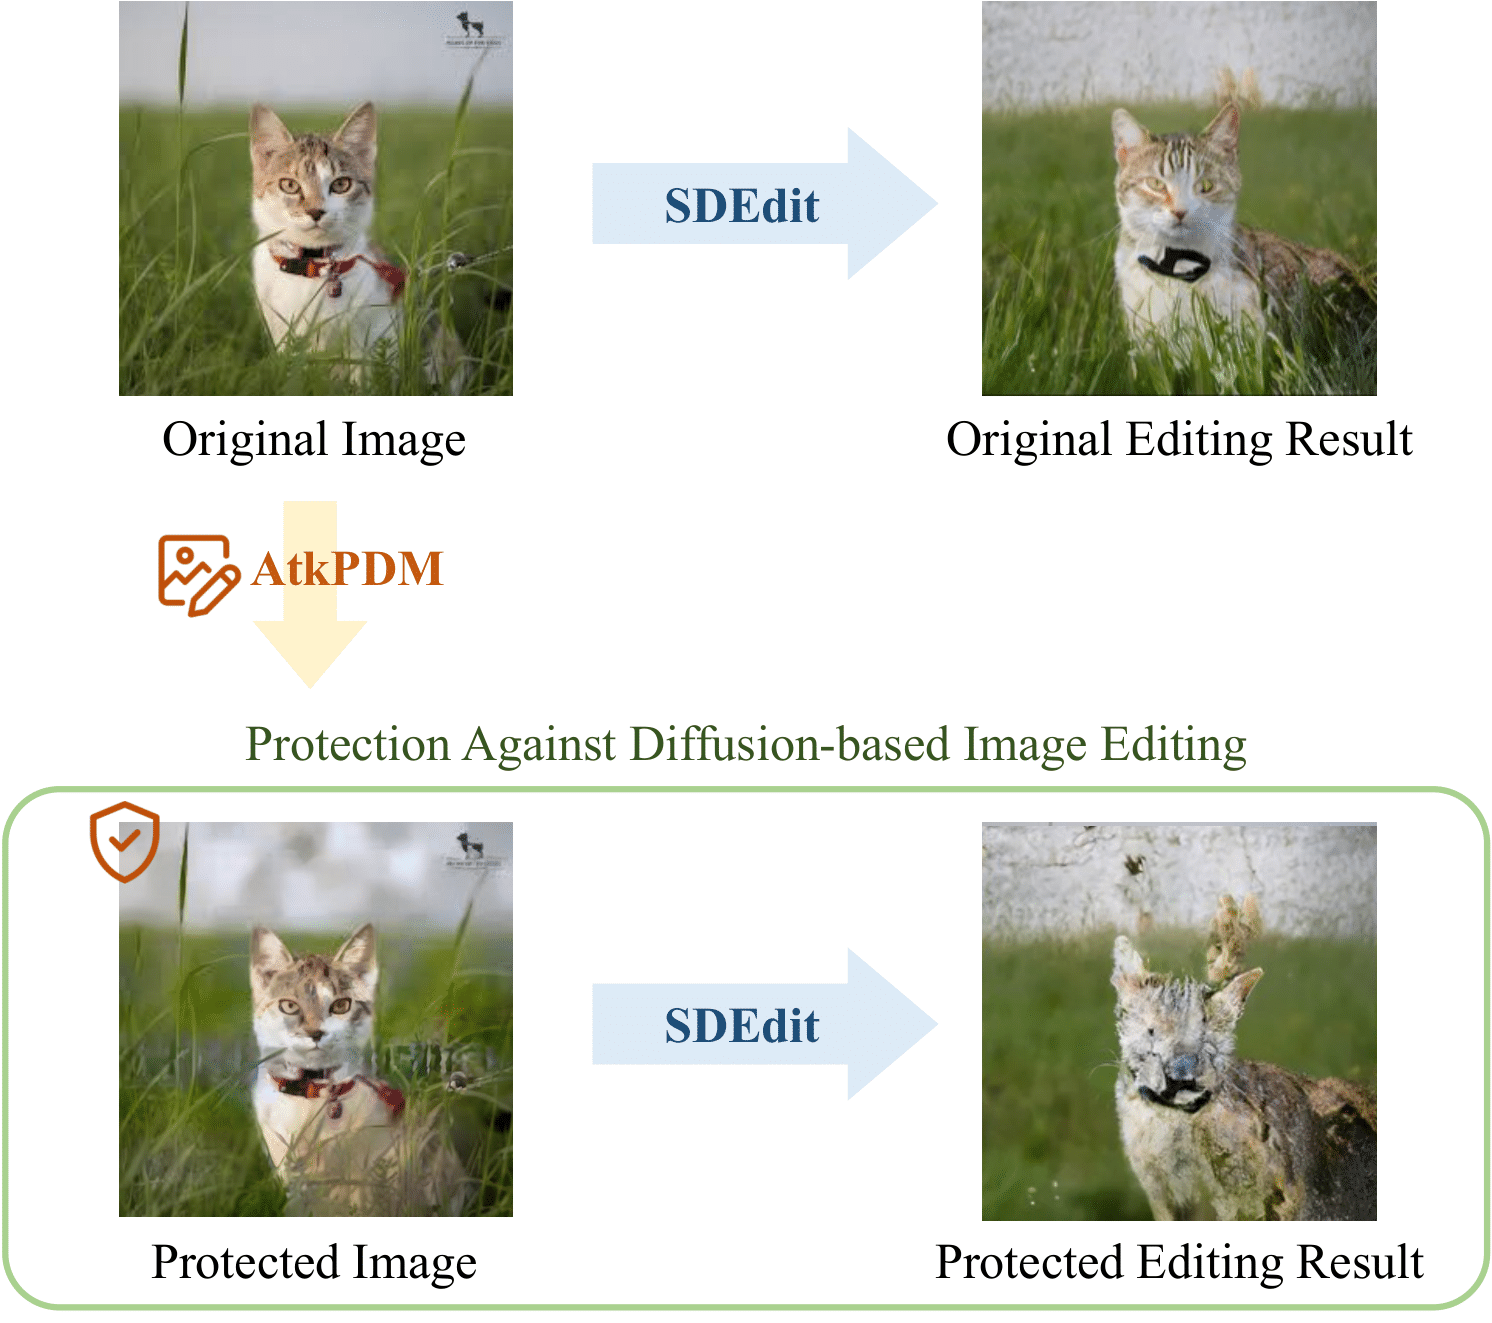 SDEdit
Original Image
Original Editing Result
AtkPDM
Protection Against Diffusion-based Image Editing
SDEdit
Protected Image
Protected Editing Result